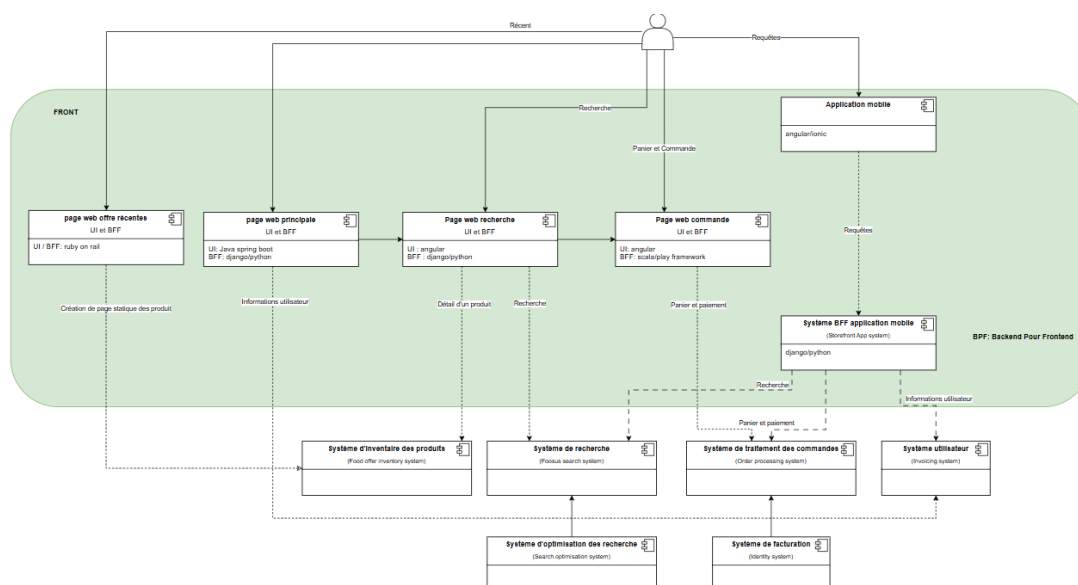 Récent
Requêtes
FRONT
Application mobile
angular/ionic
Recherche
Panier et Commande
page web offre récentes
UI et BFF
UI / BFF: ruby on rail
page web principale
UI et BFF
UI: Java spring boot
BFF: django/python
Page web recherche
UI et BFF
UI : angular
BFF : django/python
Page web commande
UI et BFF
UI: angular
BFF: scala/play framework
Requêtes
Création de page statique des produit
Informations utilisateur
Détail d'un produit
Recherche
Panier et paiement
Système BFF application mobile
(Storefront App system)
django/python
BPF: Backend Pour Frontend
Recherche
Informations utilisateur
Panier et paiement
Système d'inventaire des produits
(Food offer inventory system)
Système de recherche
(Foosus search system)
Système de traitement des commandes
(Order processing system)
Système utilisateur
(Invoicing system)
Système d'optimisation des recherche
(Search optimisation system)
Système de facturation
(Identity system)